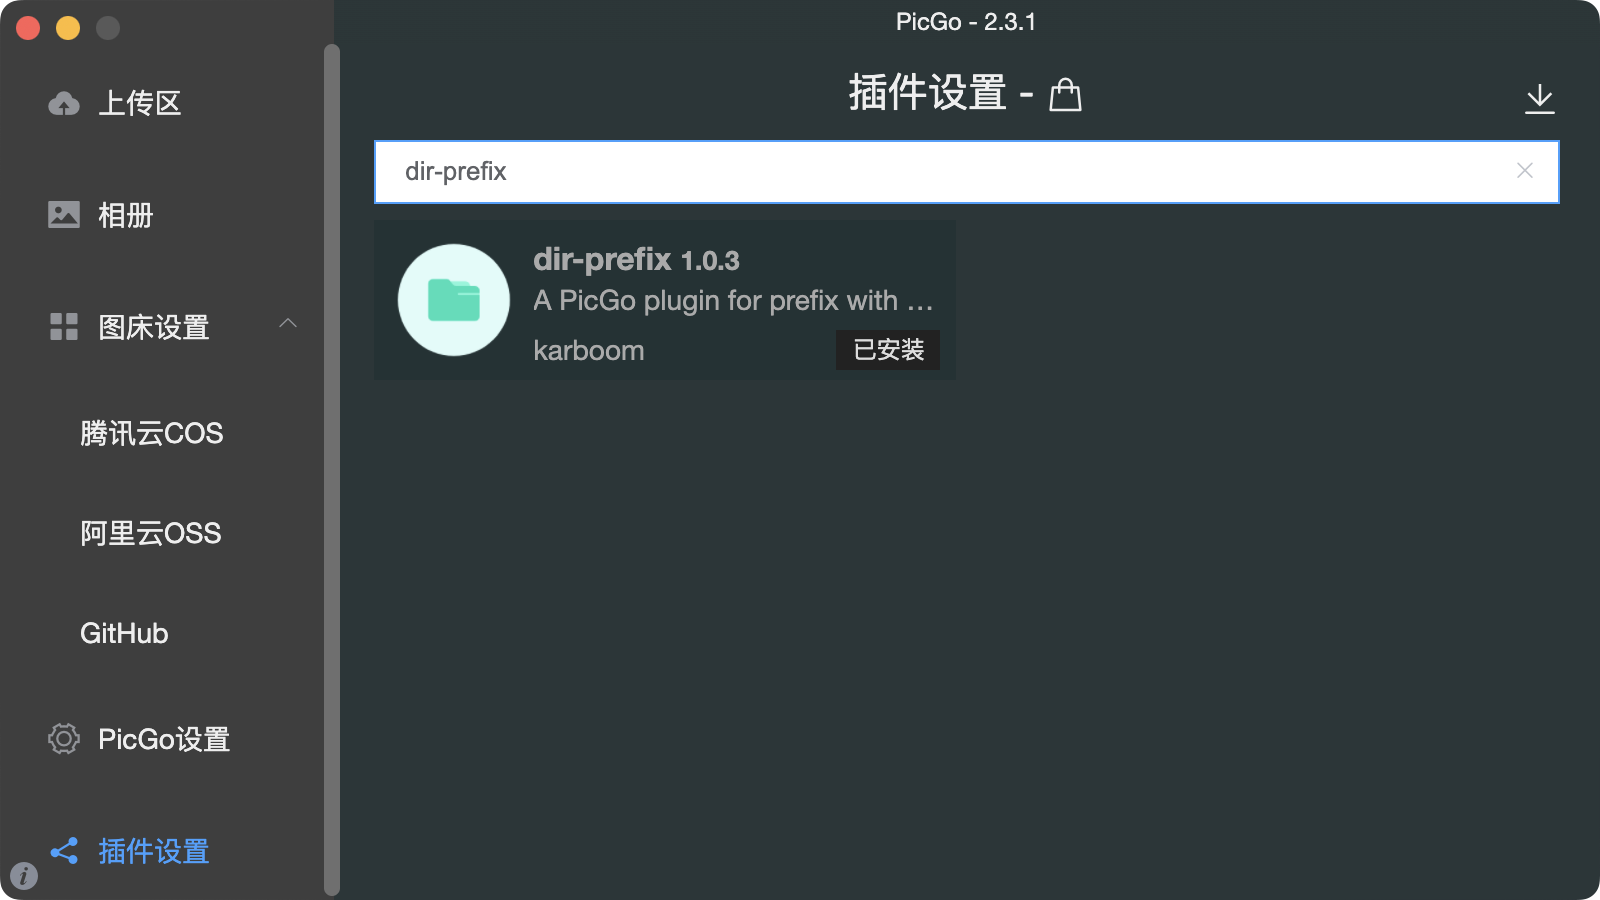 PicGo - 2.3.1
上传区
相册
图床设置
腾讯云COS
阿里云OSS
GitHub
PicGo设置
插件设置
插件设置 -
dir-prefix
dir-prefix 1.0.3
A PicGo plugin for prefix with …
karboom
已安装